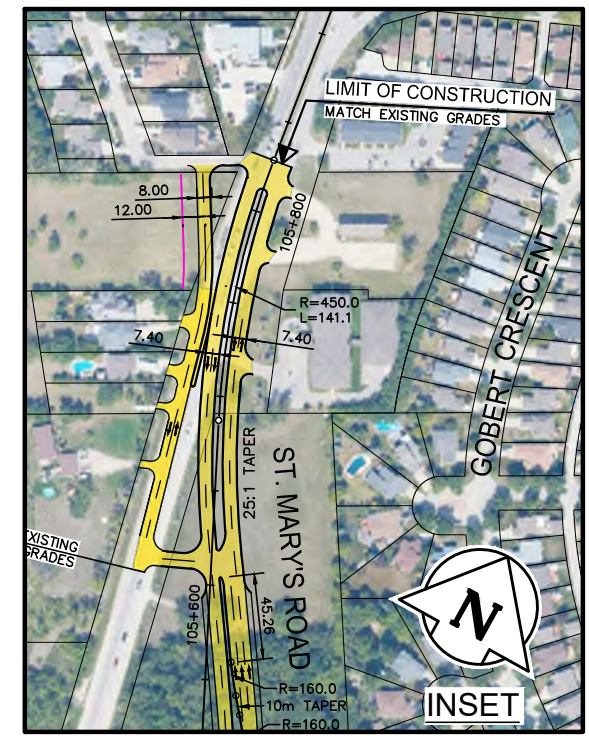 LIMIT OF CONSTRUCTION
MATCH EXISTING GRADES
8.00
12.00
105+800
R=450.0
L=141.1
7.40
7.40
GOBERT CRESCENT
25:1 TAPER
ST. MARY'S ROAD
EXISTING
GRADES
105+600
45.26
N
R=160.0
10m TAPER
R=160.0
INSET